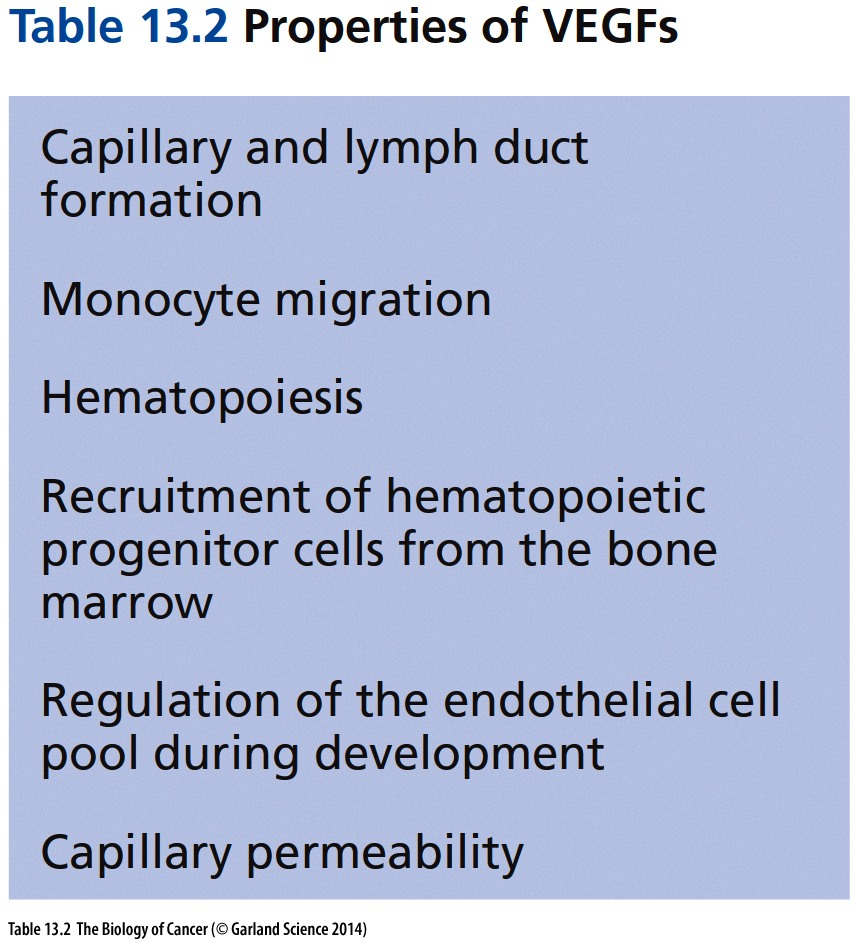 Table 13.2 Properties of VEGFs
Capillary and lymph duct
formation
Monocyte migration
Hematopoiesis
Recruitment of hematopoietic
progenitor cells from the bone
marrow
Regulation of the endothelial cell
pool during development
Capillary permeability
Table 13.2 The Biology of Cancer (© Garland Science 2014)